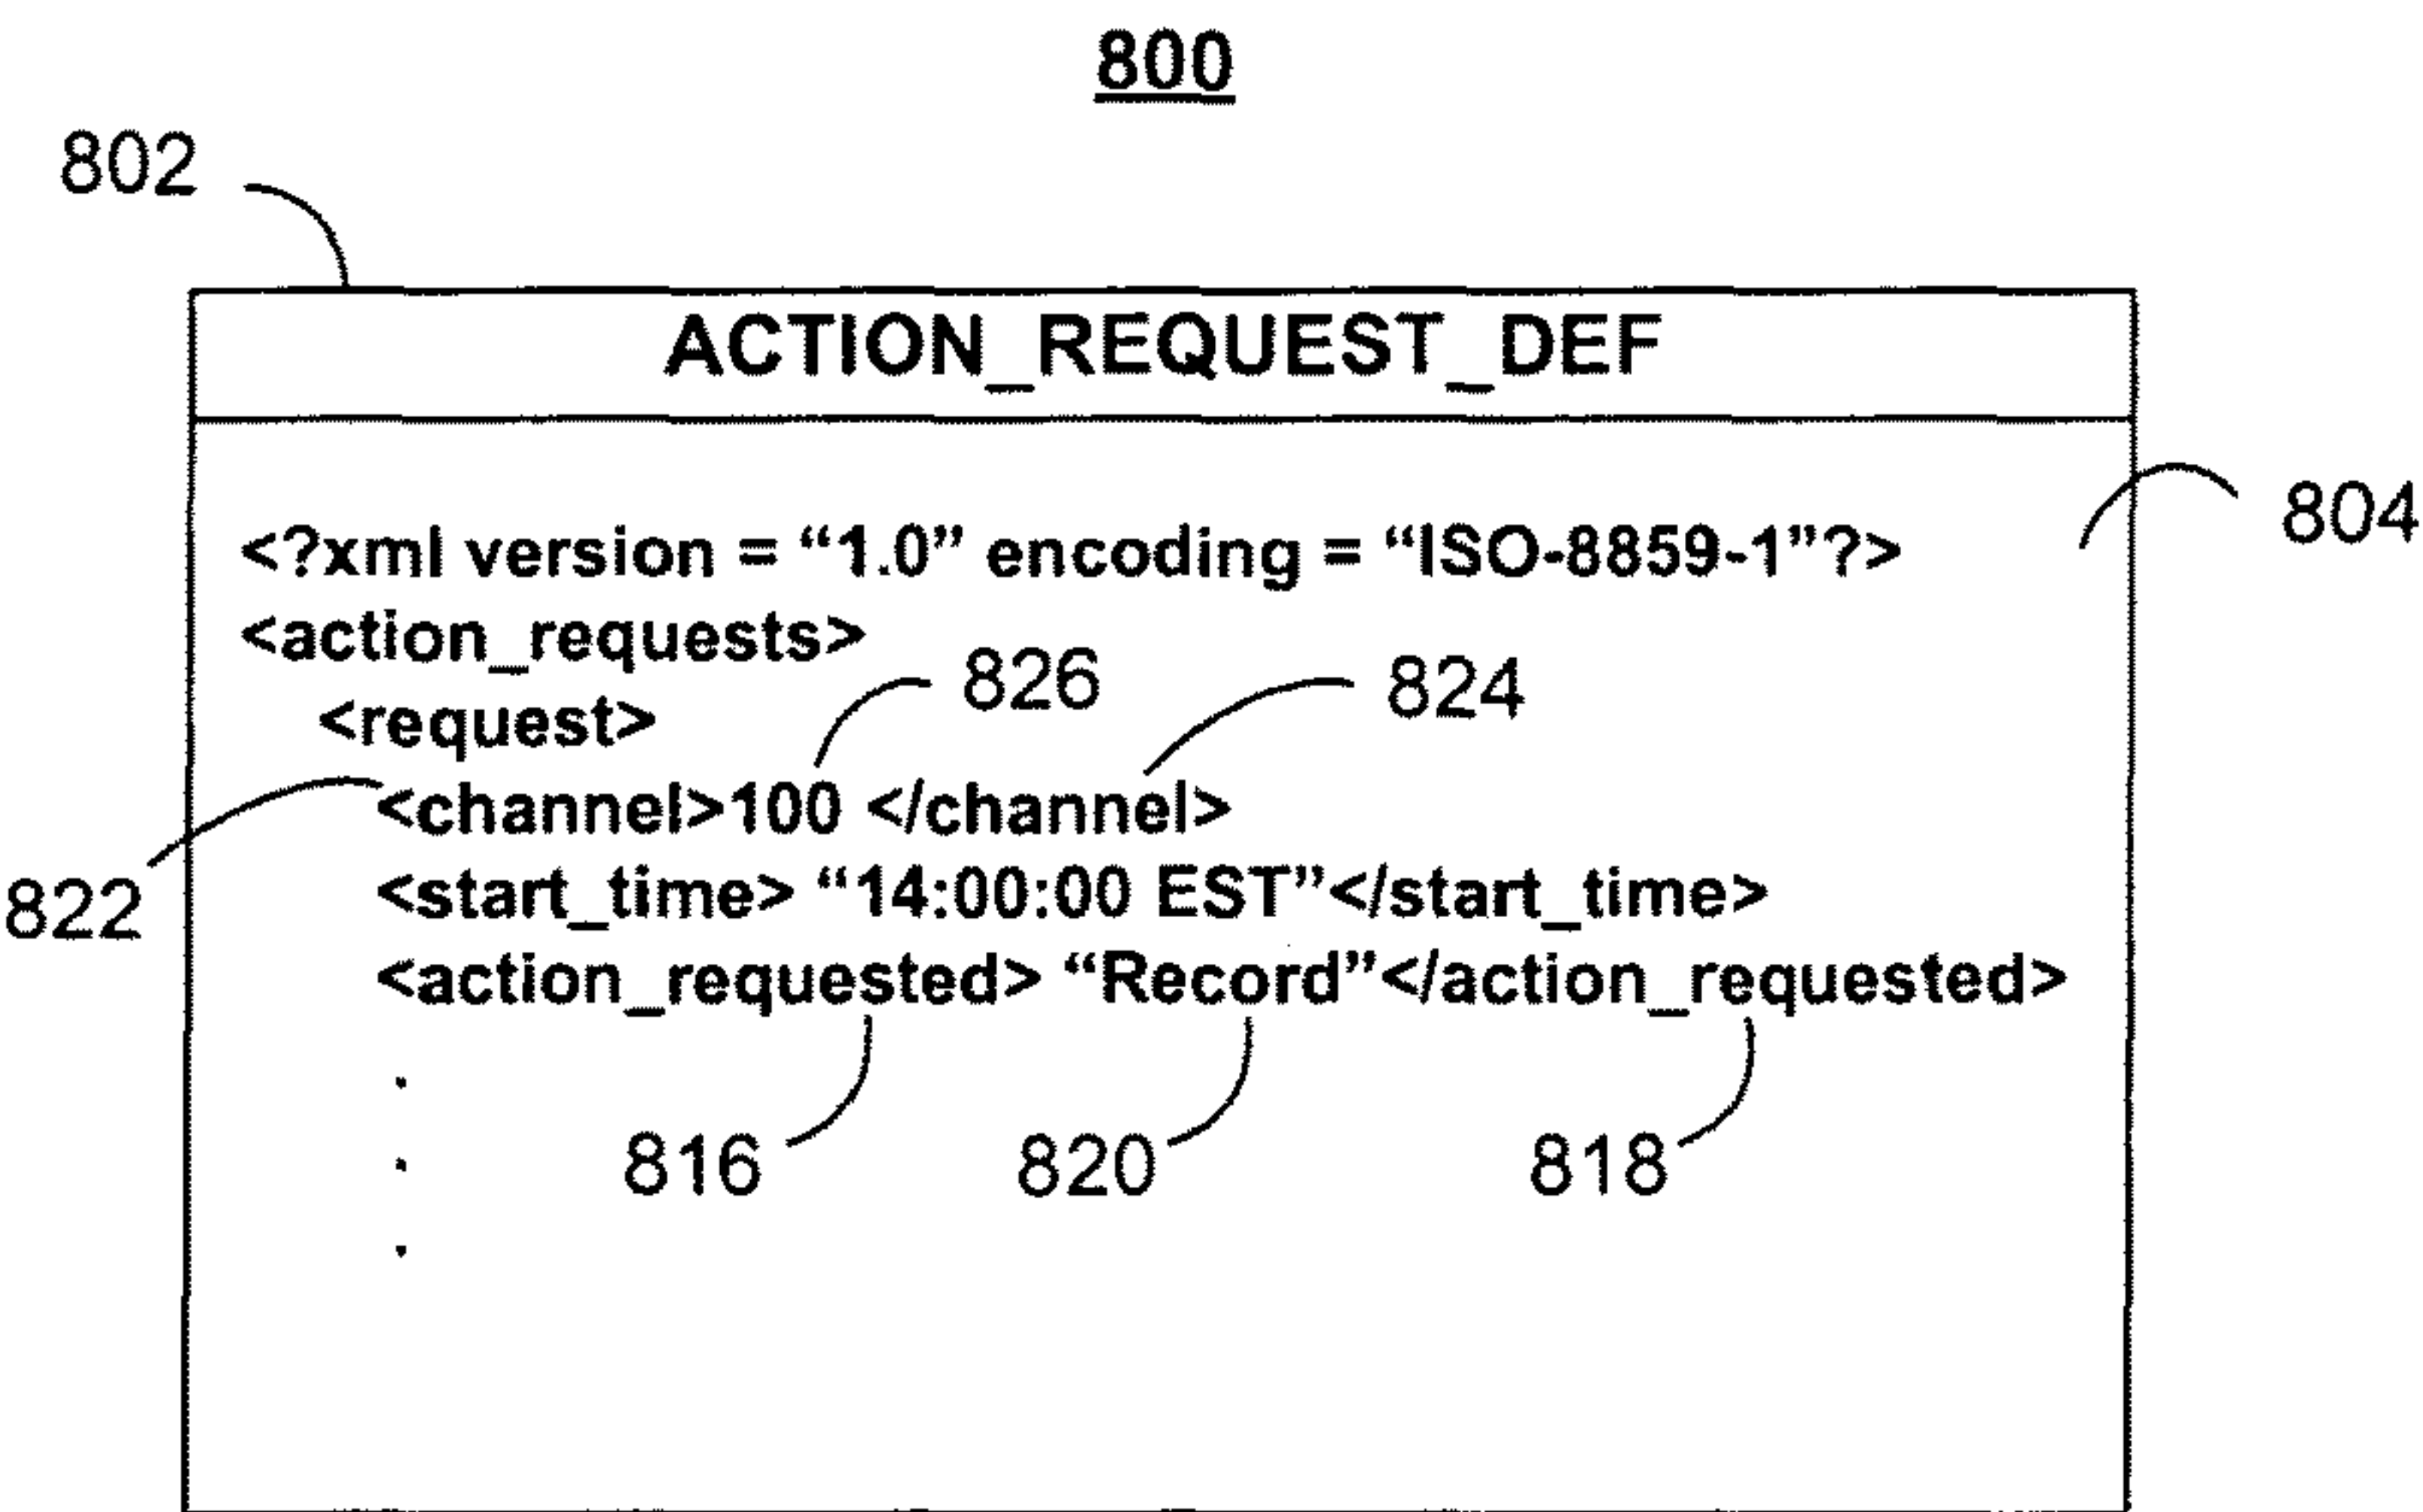 800
802
ACTION_REQUEST_DEF
804
<?xml version = “1.0” encoding = “ISO-8859-1”?>
<action_requests>
826 824
<request>
<channel>100 </channel>
822
<start_time> “14:00:00 EST”</start_time>
<action_requested> “Record”</action_requested>
.
.
816 820 818
.